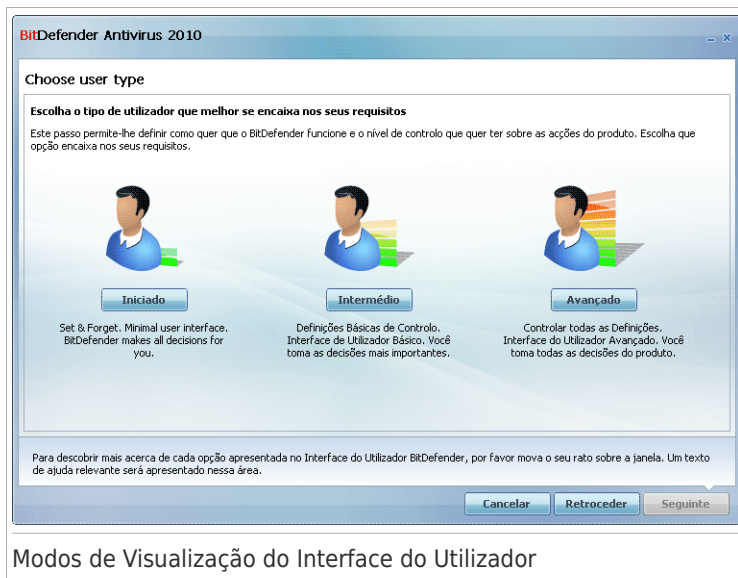 BitDefender Antivirus 2010
Choose user type
Escolha o tipo de utilizador que melhor se encaixa nos seus requisitos
Este passo permite-lhe definir como quer que o BitDefender funcione e o nível de controlo que quer ter sobre as acções do produto. Escolha que
opção encaixa nos seus requisitos.
Iniciado
Set & Forget. Minimal user interface.
BitDefender makes all decisions for
you.
Intermédio
Definições Básicas de Controlo.
Interface de Utilizador Básico. Você
toma as decisões mais importantes.
Avançado
Controlar todas as Definições.
Interface do Utilizador Avançado. Você
toma todas as decisões do produto.
Para descobrir mais acerca de cada opção apresentada no Interface do Utilizador BitDefender, por favor mova o seu rato sobre a janela. Um texto
de ajuda relevante será apresentado nessa área.
Cancelar
Retroceder
Seguinte
Modos de Visualização do Interface do Utilizador